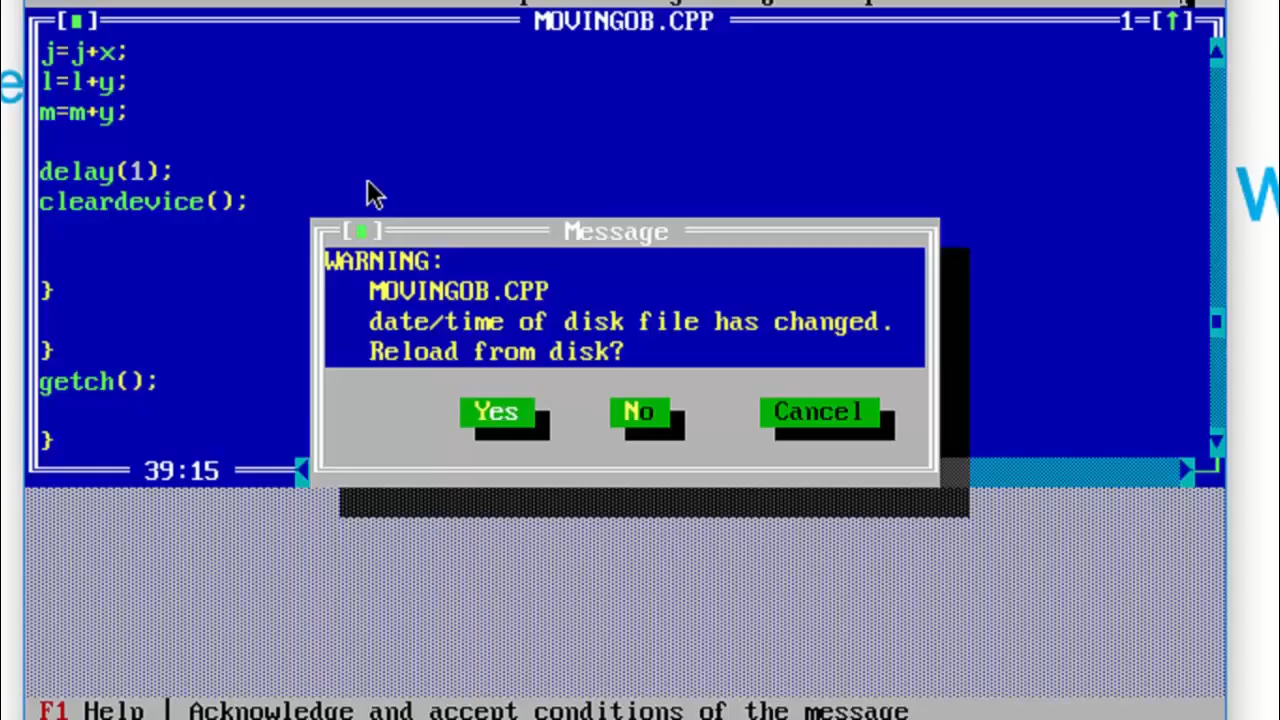 MOVINGOB.CPP
1=[↑]
j=j+x;
l=l+y;
m=m+y;
delay(1);
cleardevice();
}
}
getch();
}
39:15
Message
WARNING:
MOVINGOB.CPP
date/time of disk file has changed.
Reload from disk?
Yes No Cancel
F1 Help | Acknowledge and accept conditions of the message
e
W